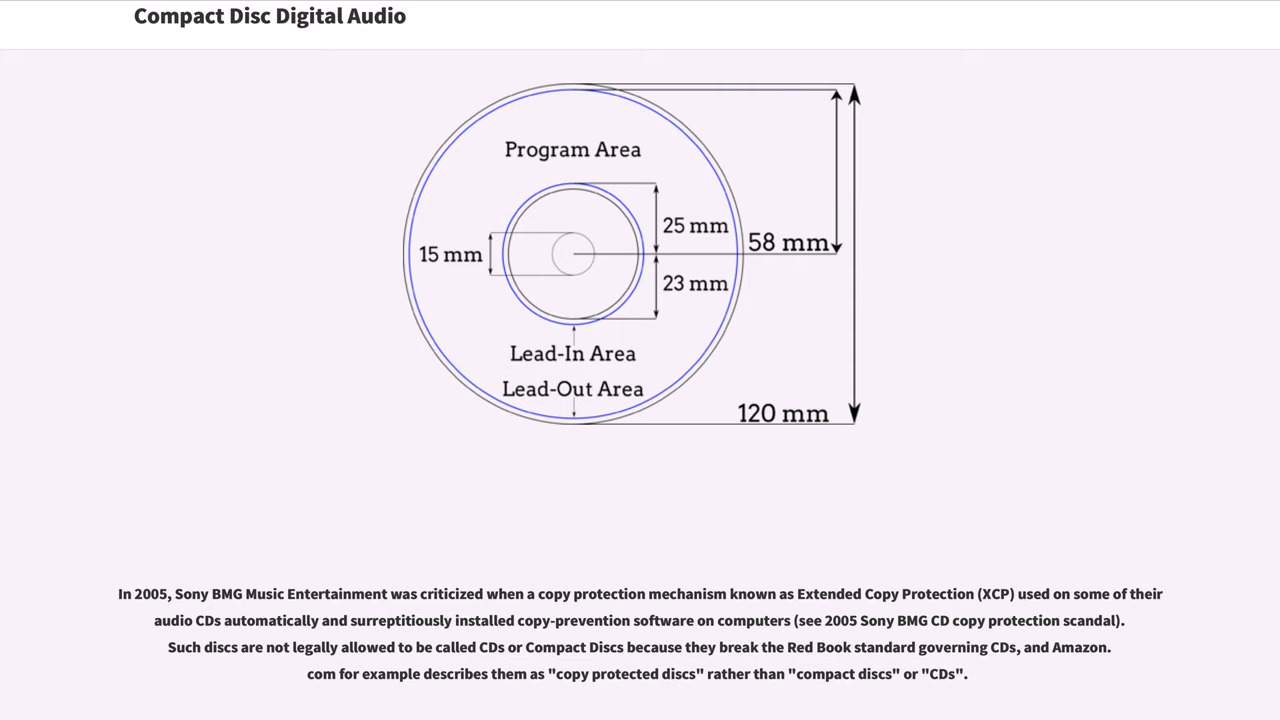 Compact Disc Digital Audio
Program Area
25 mm
58 mm
15 mm
23 mm
Lead-In Area
Lead-Out Area
120 mm
In 2005, Sony BMG Music Entertainment was criticized when a copy protection mechanism known as Extended Copy Protection (XCP) used on some of their
audio CDs automatically and surreptitiously installed copy-prevention software on computers (see 2005 Sony BMG CD copy protection scandal).
Such discs are not legally allowed to be called CDs or Compact Discs because they break the Red Book standard governing CDs, and Amazon.
com for example describes them as "copy protected discs" rather than "compact discs" or "CDs".